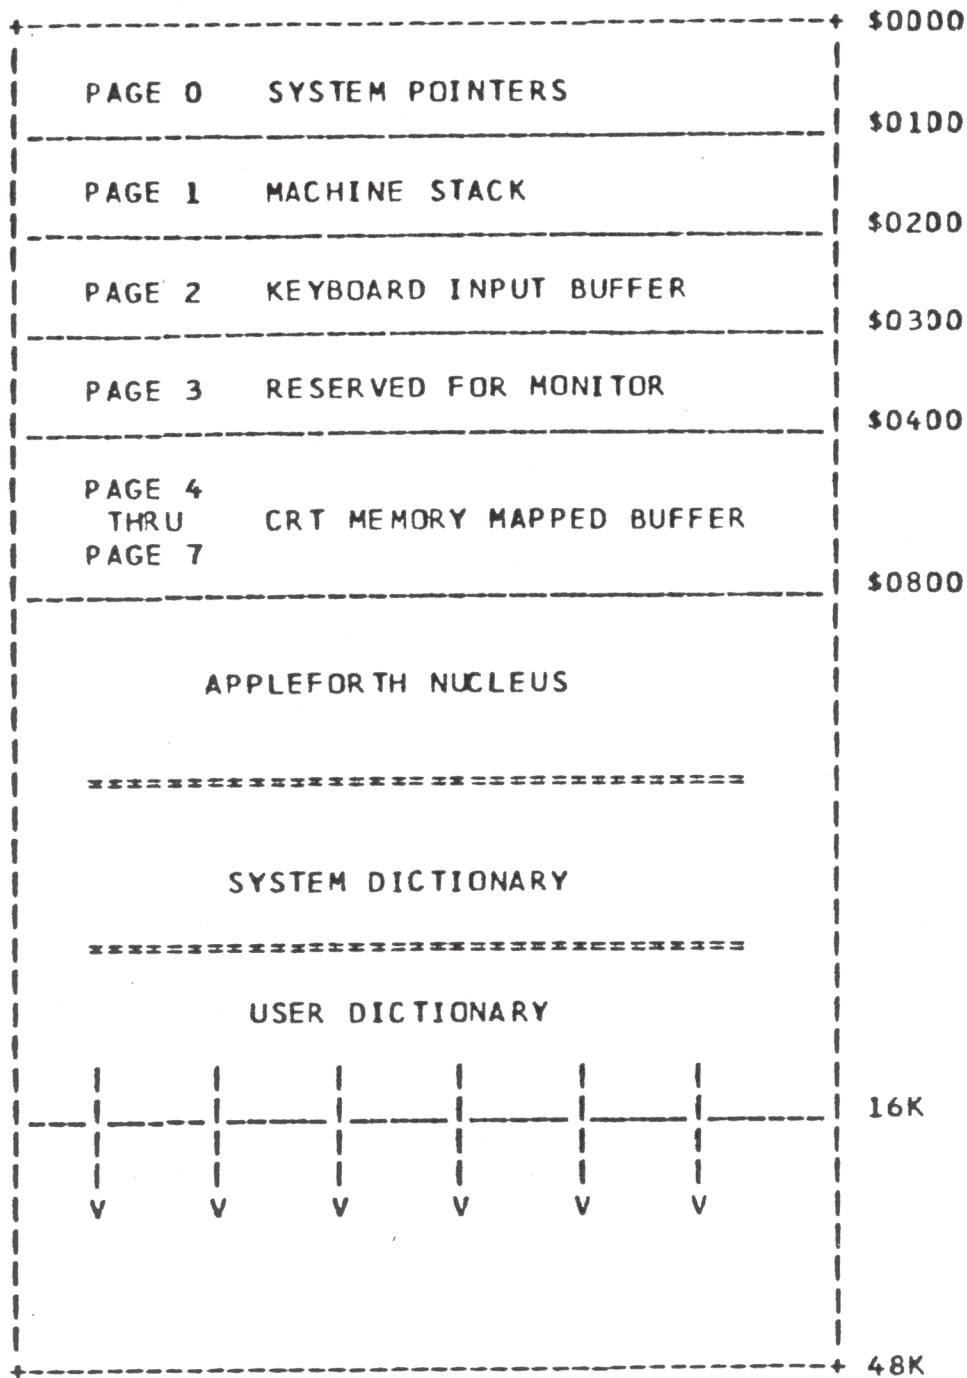 $0000
PAGE 0 SYSTEM POINTERS
$0100
PAGE 1 MACHINE STACK
$0200
PAGE 2 KEYBOARD INPUT BUFFER
$0300
PAGE 3 RESERVED FOR MONITOR
$0400
PAGE 4
THRU CRT MEMORY MAPPED BUFFER
PAGE 7
$0800
APPLEFORTH NUCLEUS
SYSTEM DICTIONARY
USER DICTIONARY
16K
V V V V V V
48K